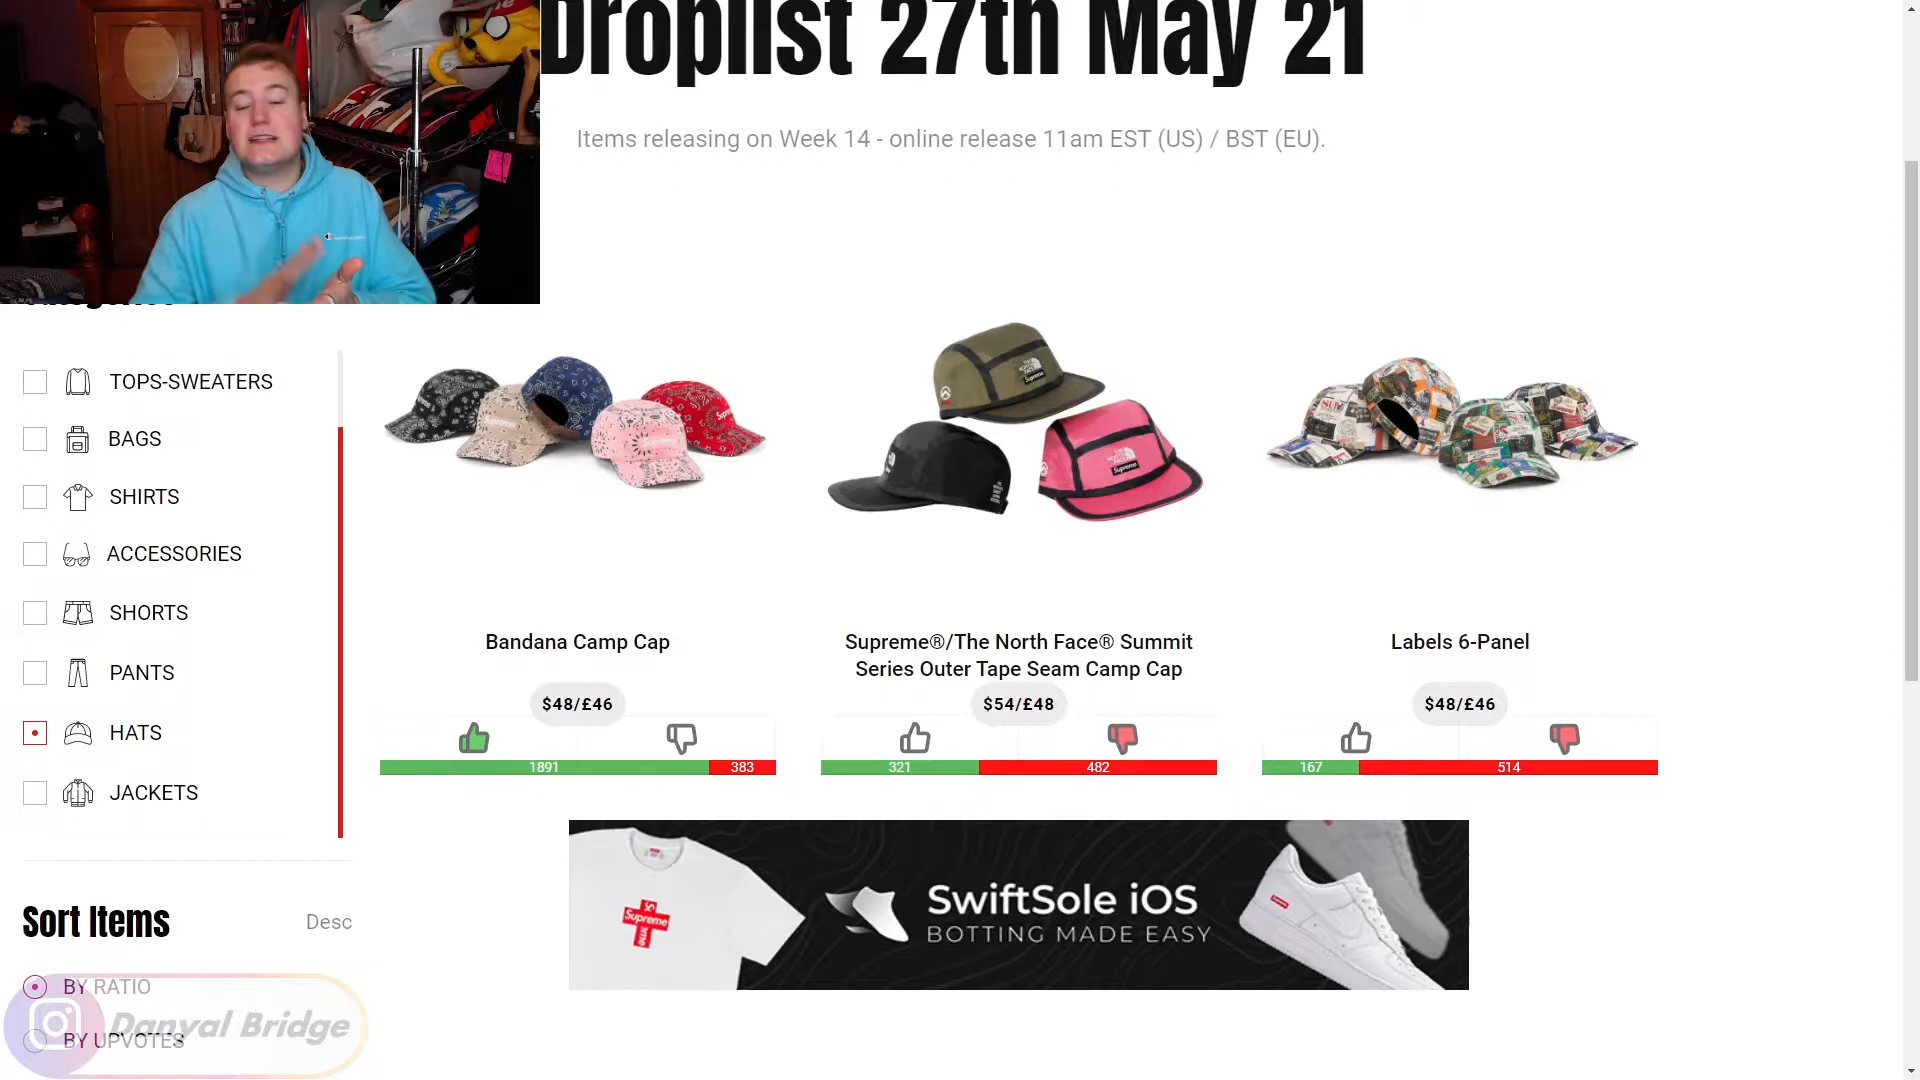 Droplist 27th May 21
Items releasing on Week 14 - online release 11am EST (US) / BST (EU).
TOPS-SWEATERS
BAGS
SHIRTS
ACCESSORIES
SHORTS
PANTS
HATS
JACKETS
Sort Items
Desc
BY RATIO
BY UPVOTES
Danyal Bridge
Bandana Camp Cap
$48/£46
1891
383
Supreme®/The North Face® Summit
Series Outer Tape Seam Camp Cap
$54/£48
321
482
Labels 6-Panel
$48/£46
167
514
Supreme
SwiftSole iOS
BOTTING MADE EASY